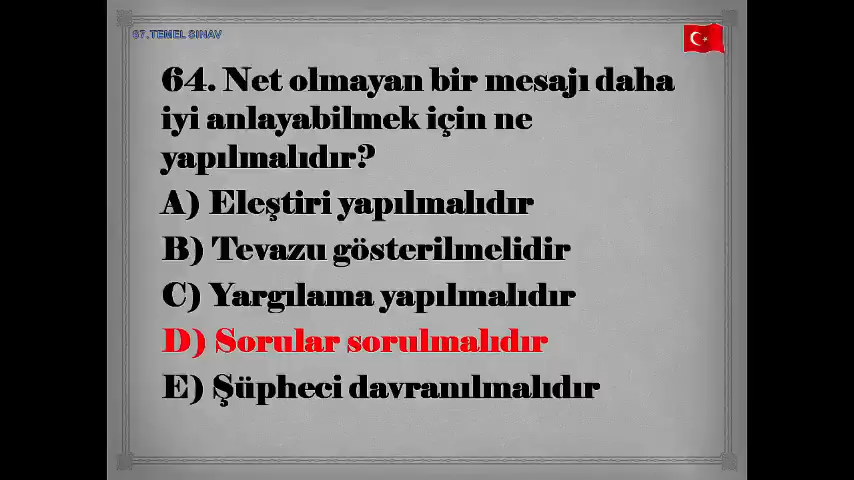 67.TEMEL SINAV
64. Net olmayan bir mesajı daha
iyi anlayabilmek için ne
yapılmalıdır?
A) Eleştiri yapılmalıdır
B) Tevazu gösterilmelidir
C) Yargılama yapılmalıdır
D) Sorular sorulmalıdır
E) Şüpheci davranılmalıdır